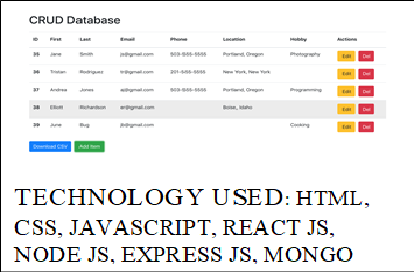 CRUD Database
ID First Last Email Phone Location Hobby Actions
35 Jane Smith js@gmail.com 503-555-5555 Portland, Oregon Photography Edit Del
36 Tristan Rodriguez tr@gmail.com 201-555-5555 New York, New York Edit Del
37 Andrea Jones aj@gmail.com 503-555-5555 Portland, Oregon Programming Edit Del
38 Elliott Richardson er@gmail.com Boise, Idaho Edit Del
39 June Bug jb@gmail.com Cooking Edit Del
Download CSV Add Item
TECHNOLOGY USED: HTML,
CSS, JAVASCRIPT, REACT JS,
NODE JS, EXPRESS JS, MONGO